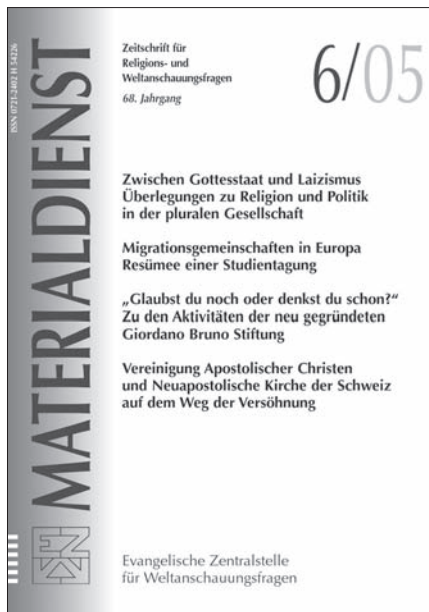 ISSN 0721-2402 H 54226
MATERIALDIENST
EZW
Zeitschrift für
Religions- und
Weltanschauungsfragen
68. Jahrgang
6/05
Zwischen Gottesstaat und Laizismus
Überlegungen zu Religion und Politik
in der pluralen Gesellschaft
Migrationsgemeinschaften in Europa
Resümee einer Studientagung
„Glaubst du noch oder denkst du schon?“
Zu den Aktivitäten der neu gegründeten
Giordano Bruno Stiftung
Vereinigung Apostolischer Christen
und Neuapostolische Kirche der Schweiz
auf dem Weg der Versöhnung
Evangelische Zentralstelle
für Weltanschauungsfragen